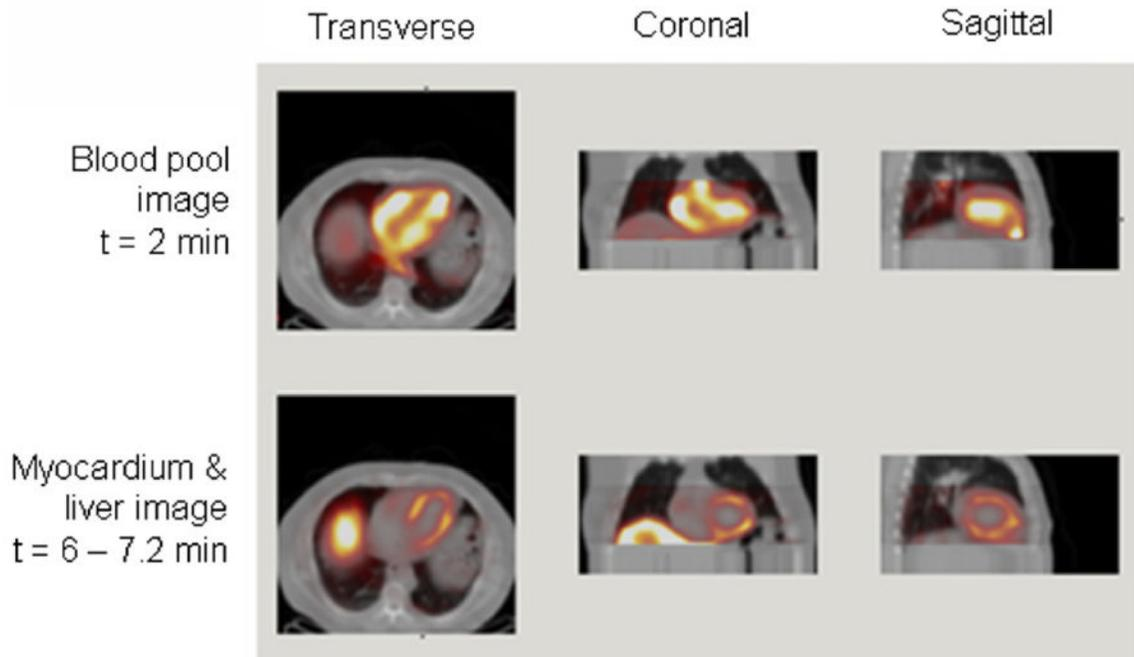 Transverse
Coronal
Sagittal
Blood pool
image
t = 2 min
Myocardium &
liver image
t = 6 – 7.2 min